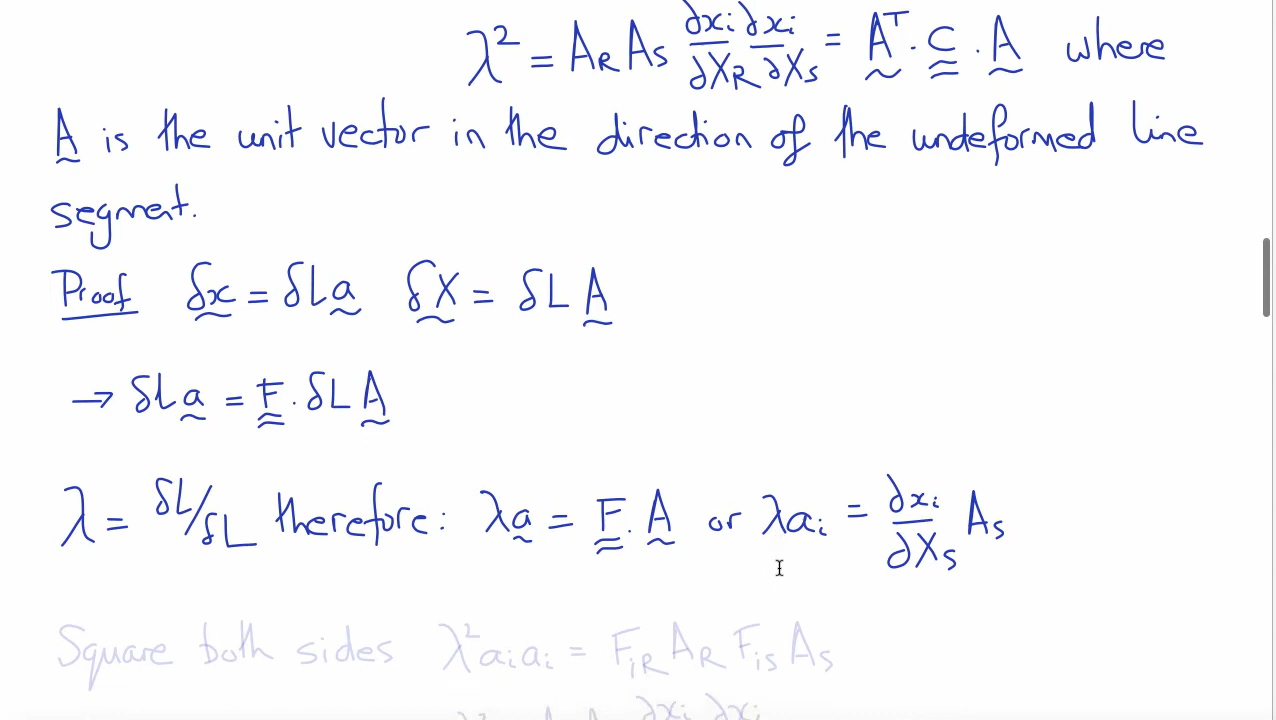 λ² = A_R A_S ∂x_i/∂X_R ∂x_i/∂X_S = A^T · C · A where
A is the unit vector in the direction of the undeformed line
segment.
Proof δx = δL a δX = δL A
→ δL a = F · δL A
λ = δL/δL therefore: λa = F · A or λa_i = ∂x_i/∂X_S A_S
Square both sides λ² a_i a_i = F_iR A_R F_iS A_S